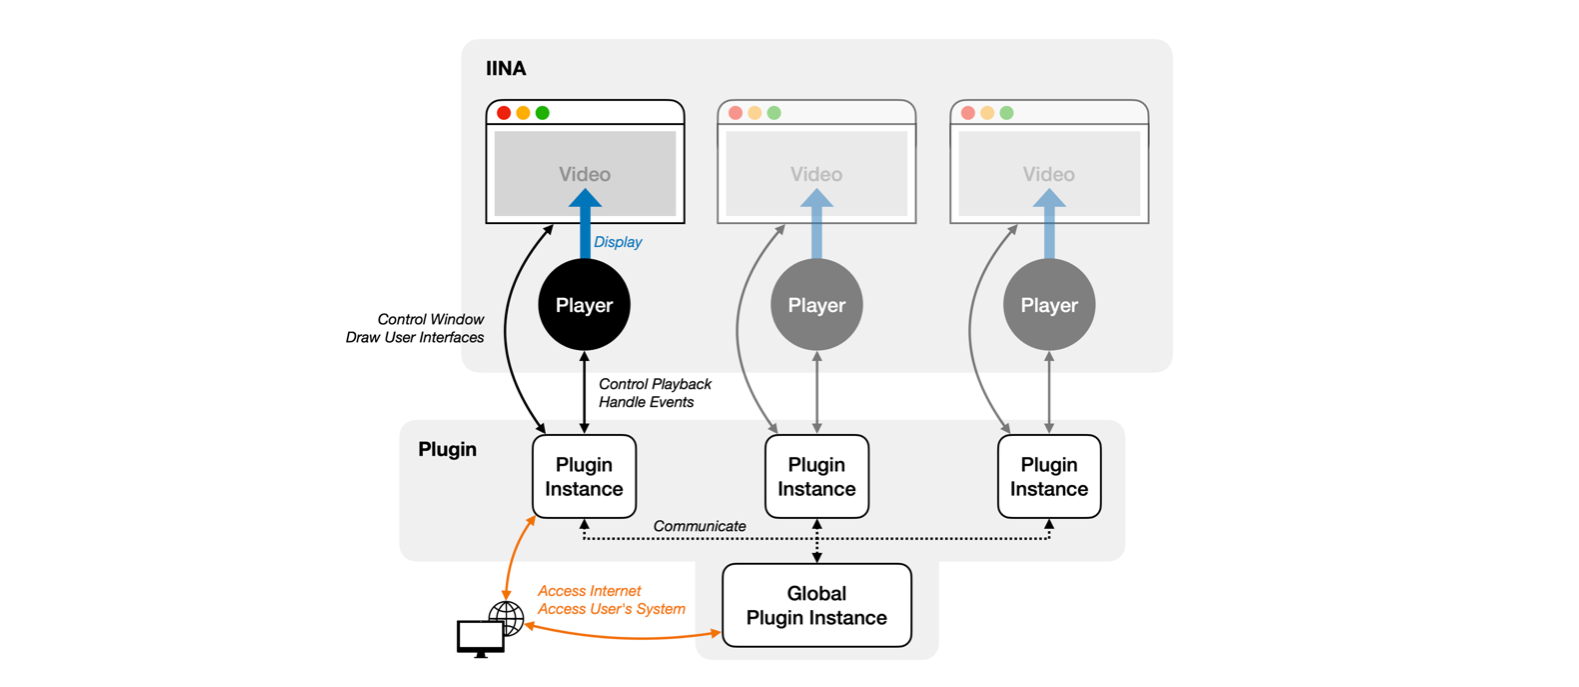 IINA
Video
Video
Video
Display
Player
Player
Player
Control Window
Draw User Interfaces
Control Playback
Handle Events
Plugin
Plugin
Instance
Plugin
Instance
Plugin
Instance
Communicate
Access Internet
Access User's System
Global
Plugin Instance